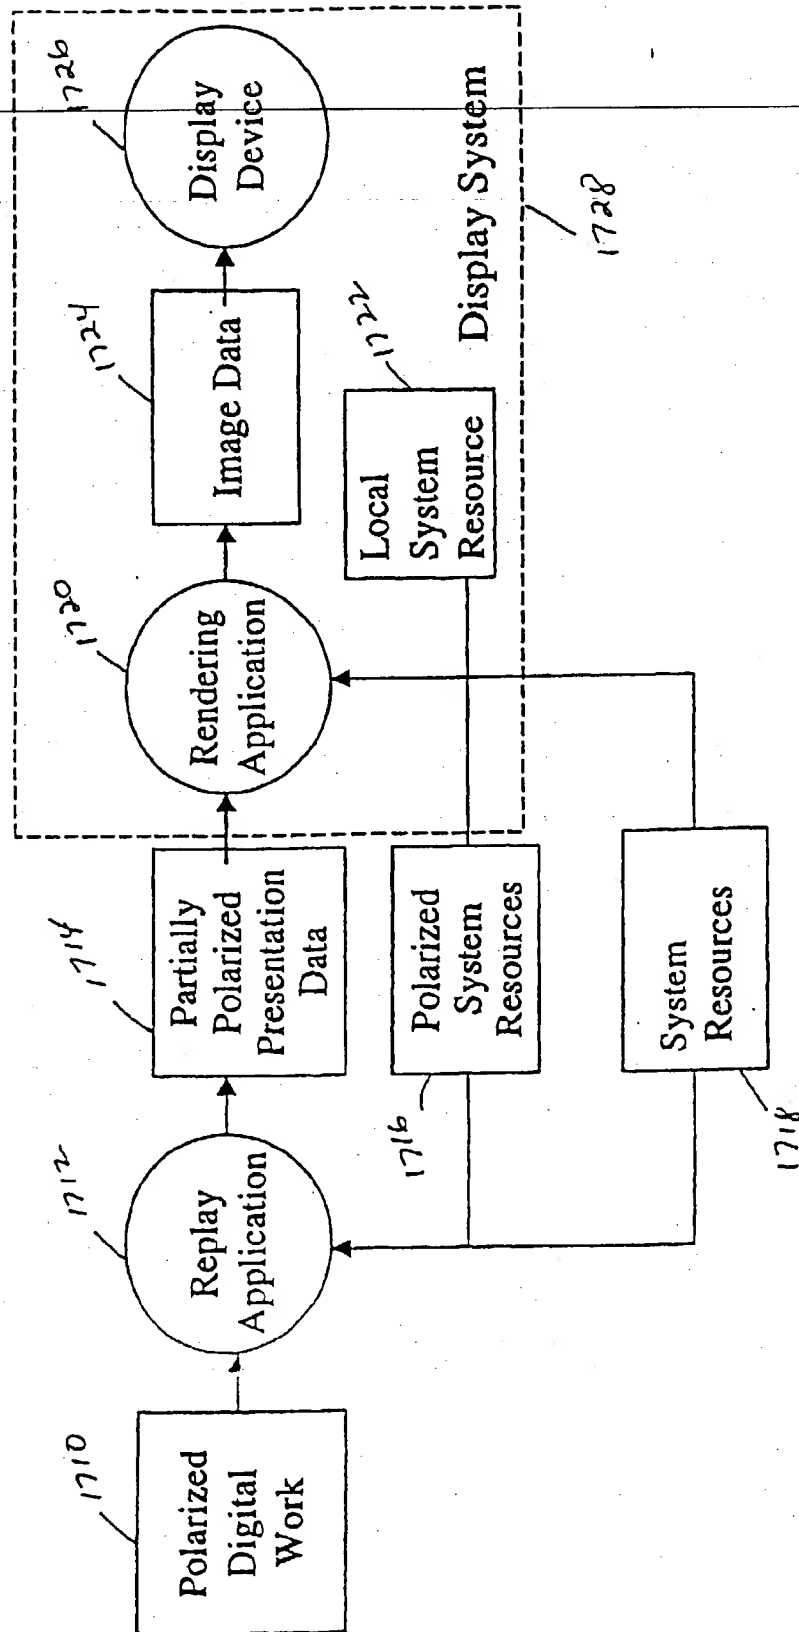 1710
Polarized
Digital
Work
1712
Replay
Application
1714
Partially
Polarized
Presentation
Data
1716
Polarized
System
Resources
1718
System
Resources
1720
Rendering
Application
1722
Local
System
Resource
1724
Image Data
1726
Display
Device
Display System
1728